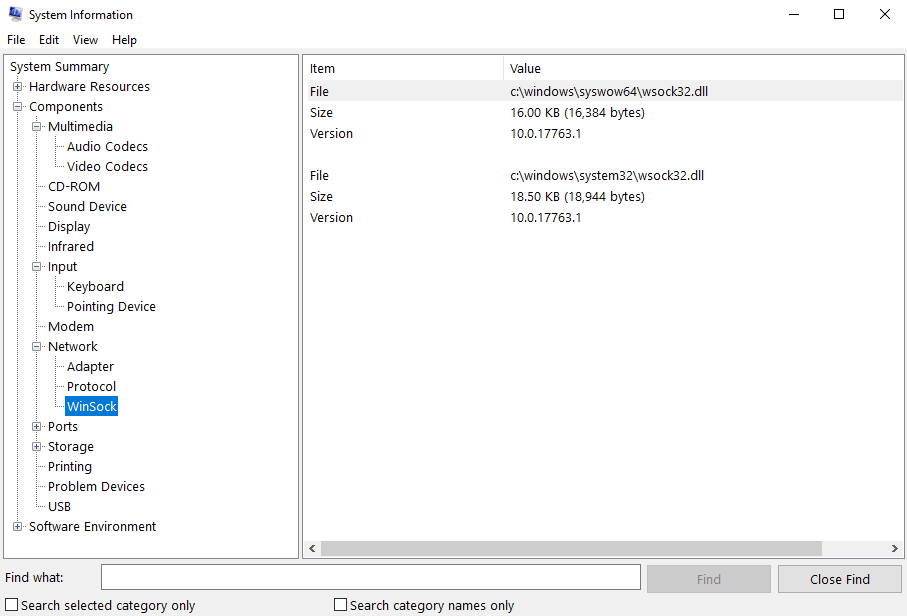 System Information
File Edit View Help
System Summary
Hardware Resources
Components
Multimedia
Audio Codecs
Video Codecs
CD-ROM
Sound Device
Display
Infrared
Input
Keyboard
Pointing Device
Modem
Network
Adapter
Protocol
WinSock
Ports
Storage
Printing
Problem Devices
USB
Software Environment
Item Value
File c:\windows\syswow64\wsock32.dll
Size 16.00 KB (16,384 bytes)
Version 10.0.17763.1
File c:\windows\system32\wsock32.dll
Size 18.50 KB (18,944 bytes)
Version 10.0.17763.1
Find what: Find Close Find
Search selected category only Search category names only